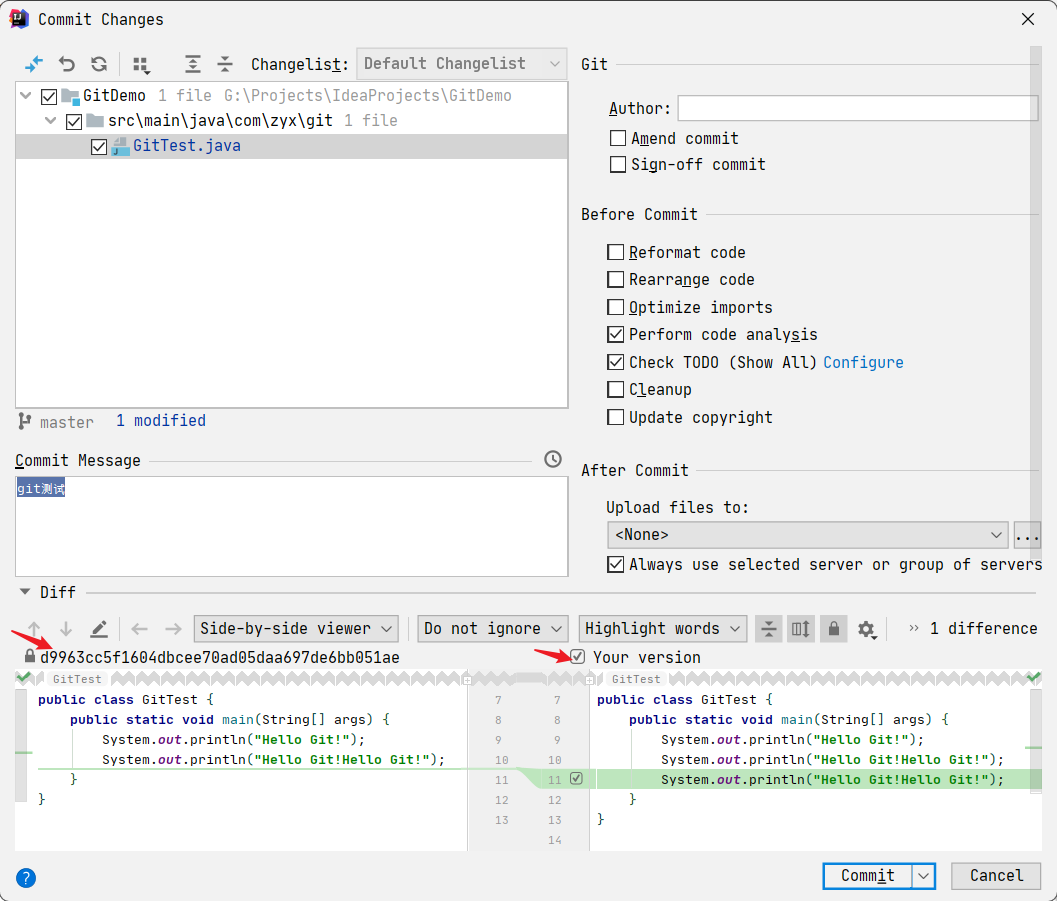 Commit Changes
Changelist: Default Changelist
GitDemo 1 file G:\Projects\IdeaProjects\GitDemo
src\main\java\com\zyx\git 1 file
GitTest.java
master 1 modified
Commit Message
git测试
Git
Author:
Amend commit
Sign-off commit
Before Commit
Reformat code
Rearrange code
Optimize imports
Perform code analysis
Check TODO (Show All) Configure
Cleanup
Update copyright
After Commit
Upload files to:
<None>
...
Always use selected server or group of servers
Diff
Side-by-side viewer Do not ignore Highlight words » 1 difference
d9963cc5f1604dbcee70ad05daa697de6bb051ae Your version
GitTest GitTest
public class GitTest { 7 7 public class GitTest {
public static void main(String[] args) { 8 8 public static void main(String[] args) {
System.out.println("Hello Git!"); 9 9 System.out.println("Hello Git!");
System.out.println("Hello Git!Hello Git!"); 10 10 System.out.println("Hello Git!Hello Git!");
} 11 11 System.out.println("Hello Git!Hello Git!");
} 12 12 }
13 13 }
14
? Commit Cancel